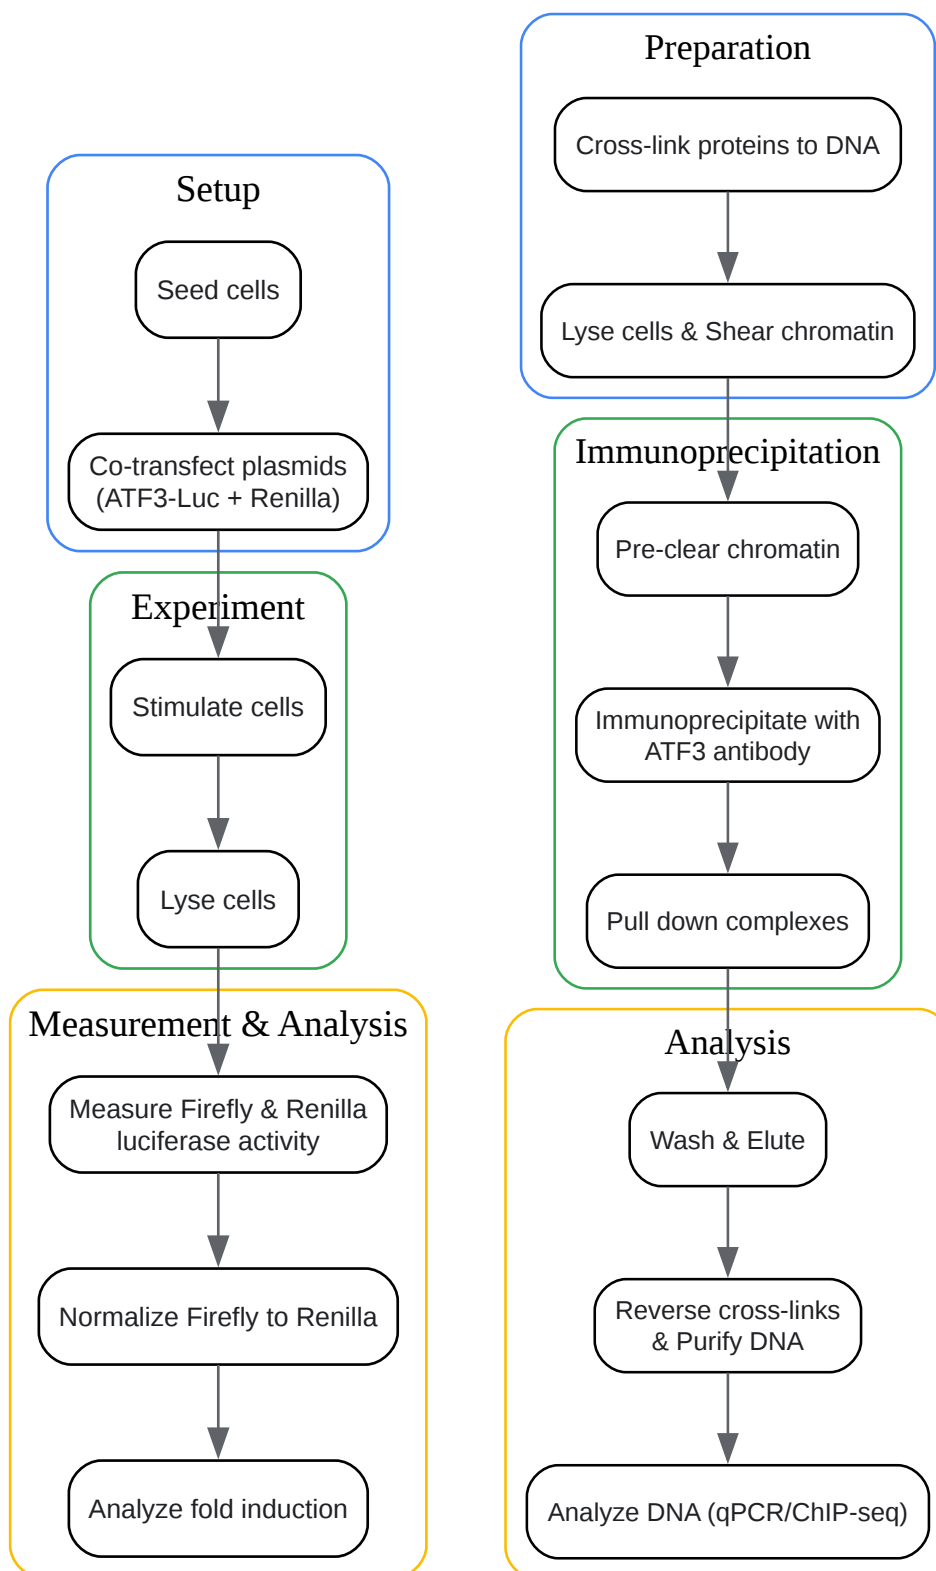 Setup
Seed cells
Co-transfect plasmids
(ATF3-Luc + Renilla)
Experiment
Stimulate cells
Lyse cells
Measurement & Analysis
Measure Firefly & Renilla
luciferase activity
Normalize Firefly to Renilla
Analyze fold induction
Preparation
Cross-link proteins to DNA
Lyse cells & Shear chromatin
Immunoprecipitation
Pre-clear chromatin
Immunoprecipitate with
ATF3 antibody
Pull down complexes
Analysis
Wash & Elute
Reverse cross-links
& Purify DNA
Analyze DNA (qPCR/ChIP-seq)